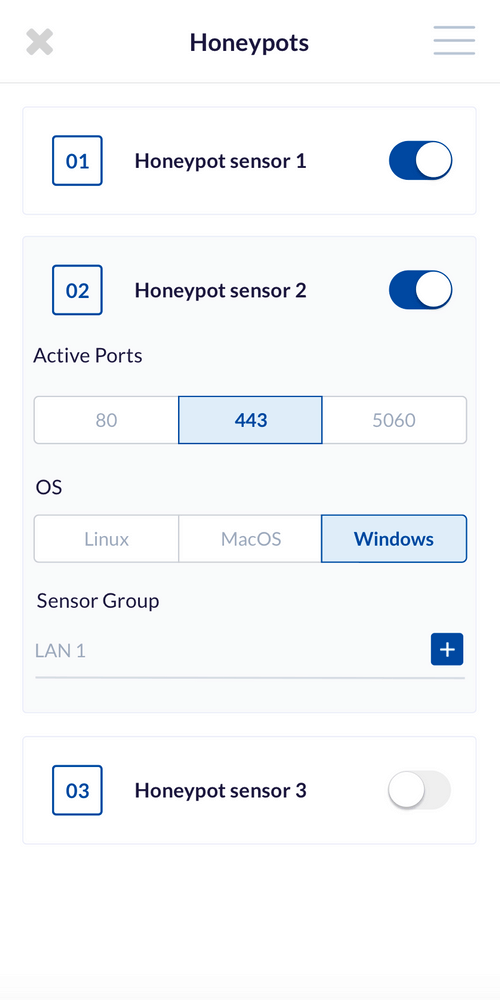 Honeypots
01 Honeypot sensor 1
02 Honeypot sensor 2
Active Ports
80 443 5060
OS
Linux MacOS Windows
Sensor Group
LAN 1
03 Honeypot sensor 3